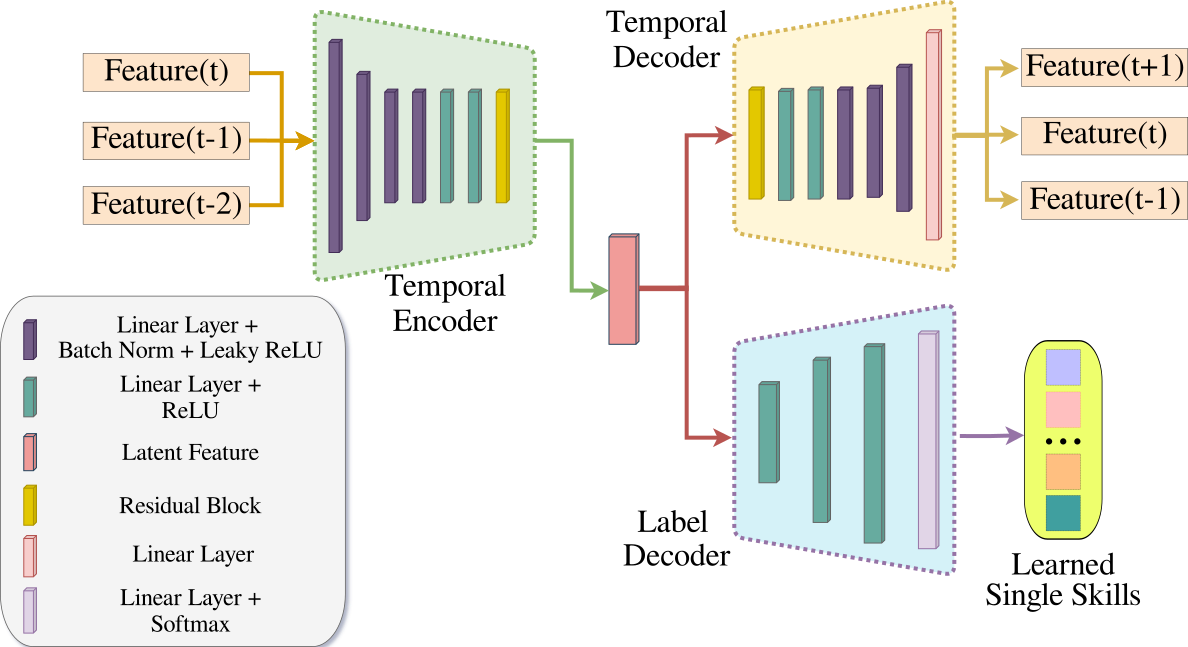 Feature(t)
Feature(t-1)
Feature(t-2)
Temporal
Encoder
Temporal
Decoder
Feature(t+1)
Feature(t)
Feature(t-1)
Label
Decoder
Learned
Single Skills
Linear Layer +
Batch Norm + Leaky ReLU
Linear Layer +
ReLU
Latent Feature
Residual Block
Linear Layer
Linear Layer +
Softmax